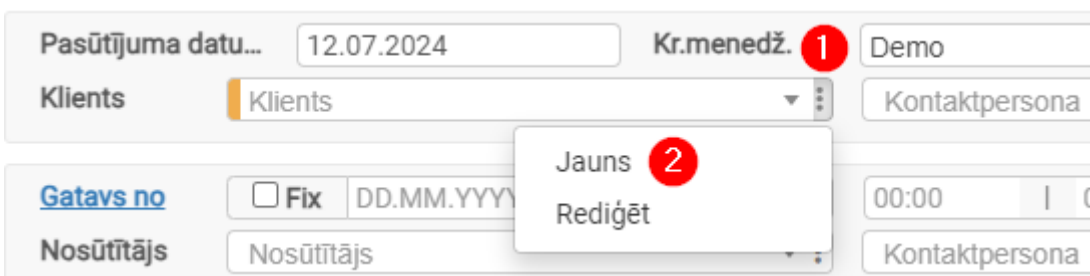 Pasūtījuma datu... 12.07.2024 Kr.menedž. 1 Demo
Klients Klients Kontaktpersona
Jauns 2
Gatavs no Fix DD.MM.YYYY 00:00 |
Rediģēt
Nosūtītājs Nosūtītājs Kontaktpersona